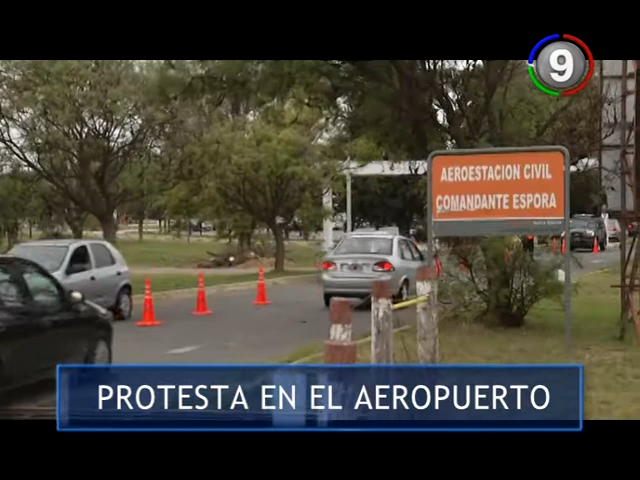 9
AEROESTACION CIVIL
COMANDANTE ESPORA
PROTESTA EN EL AEROPUERTO